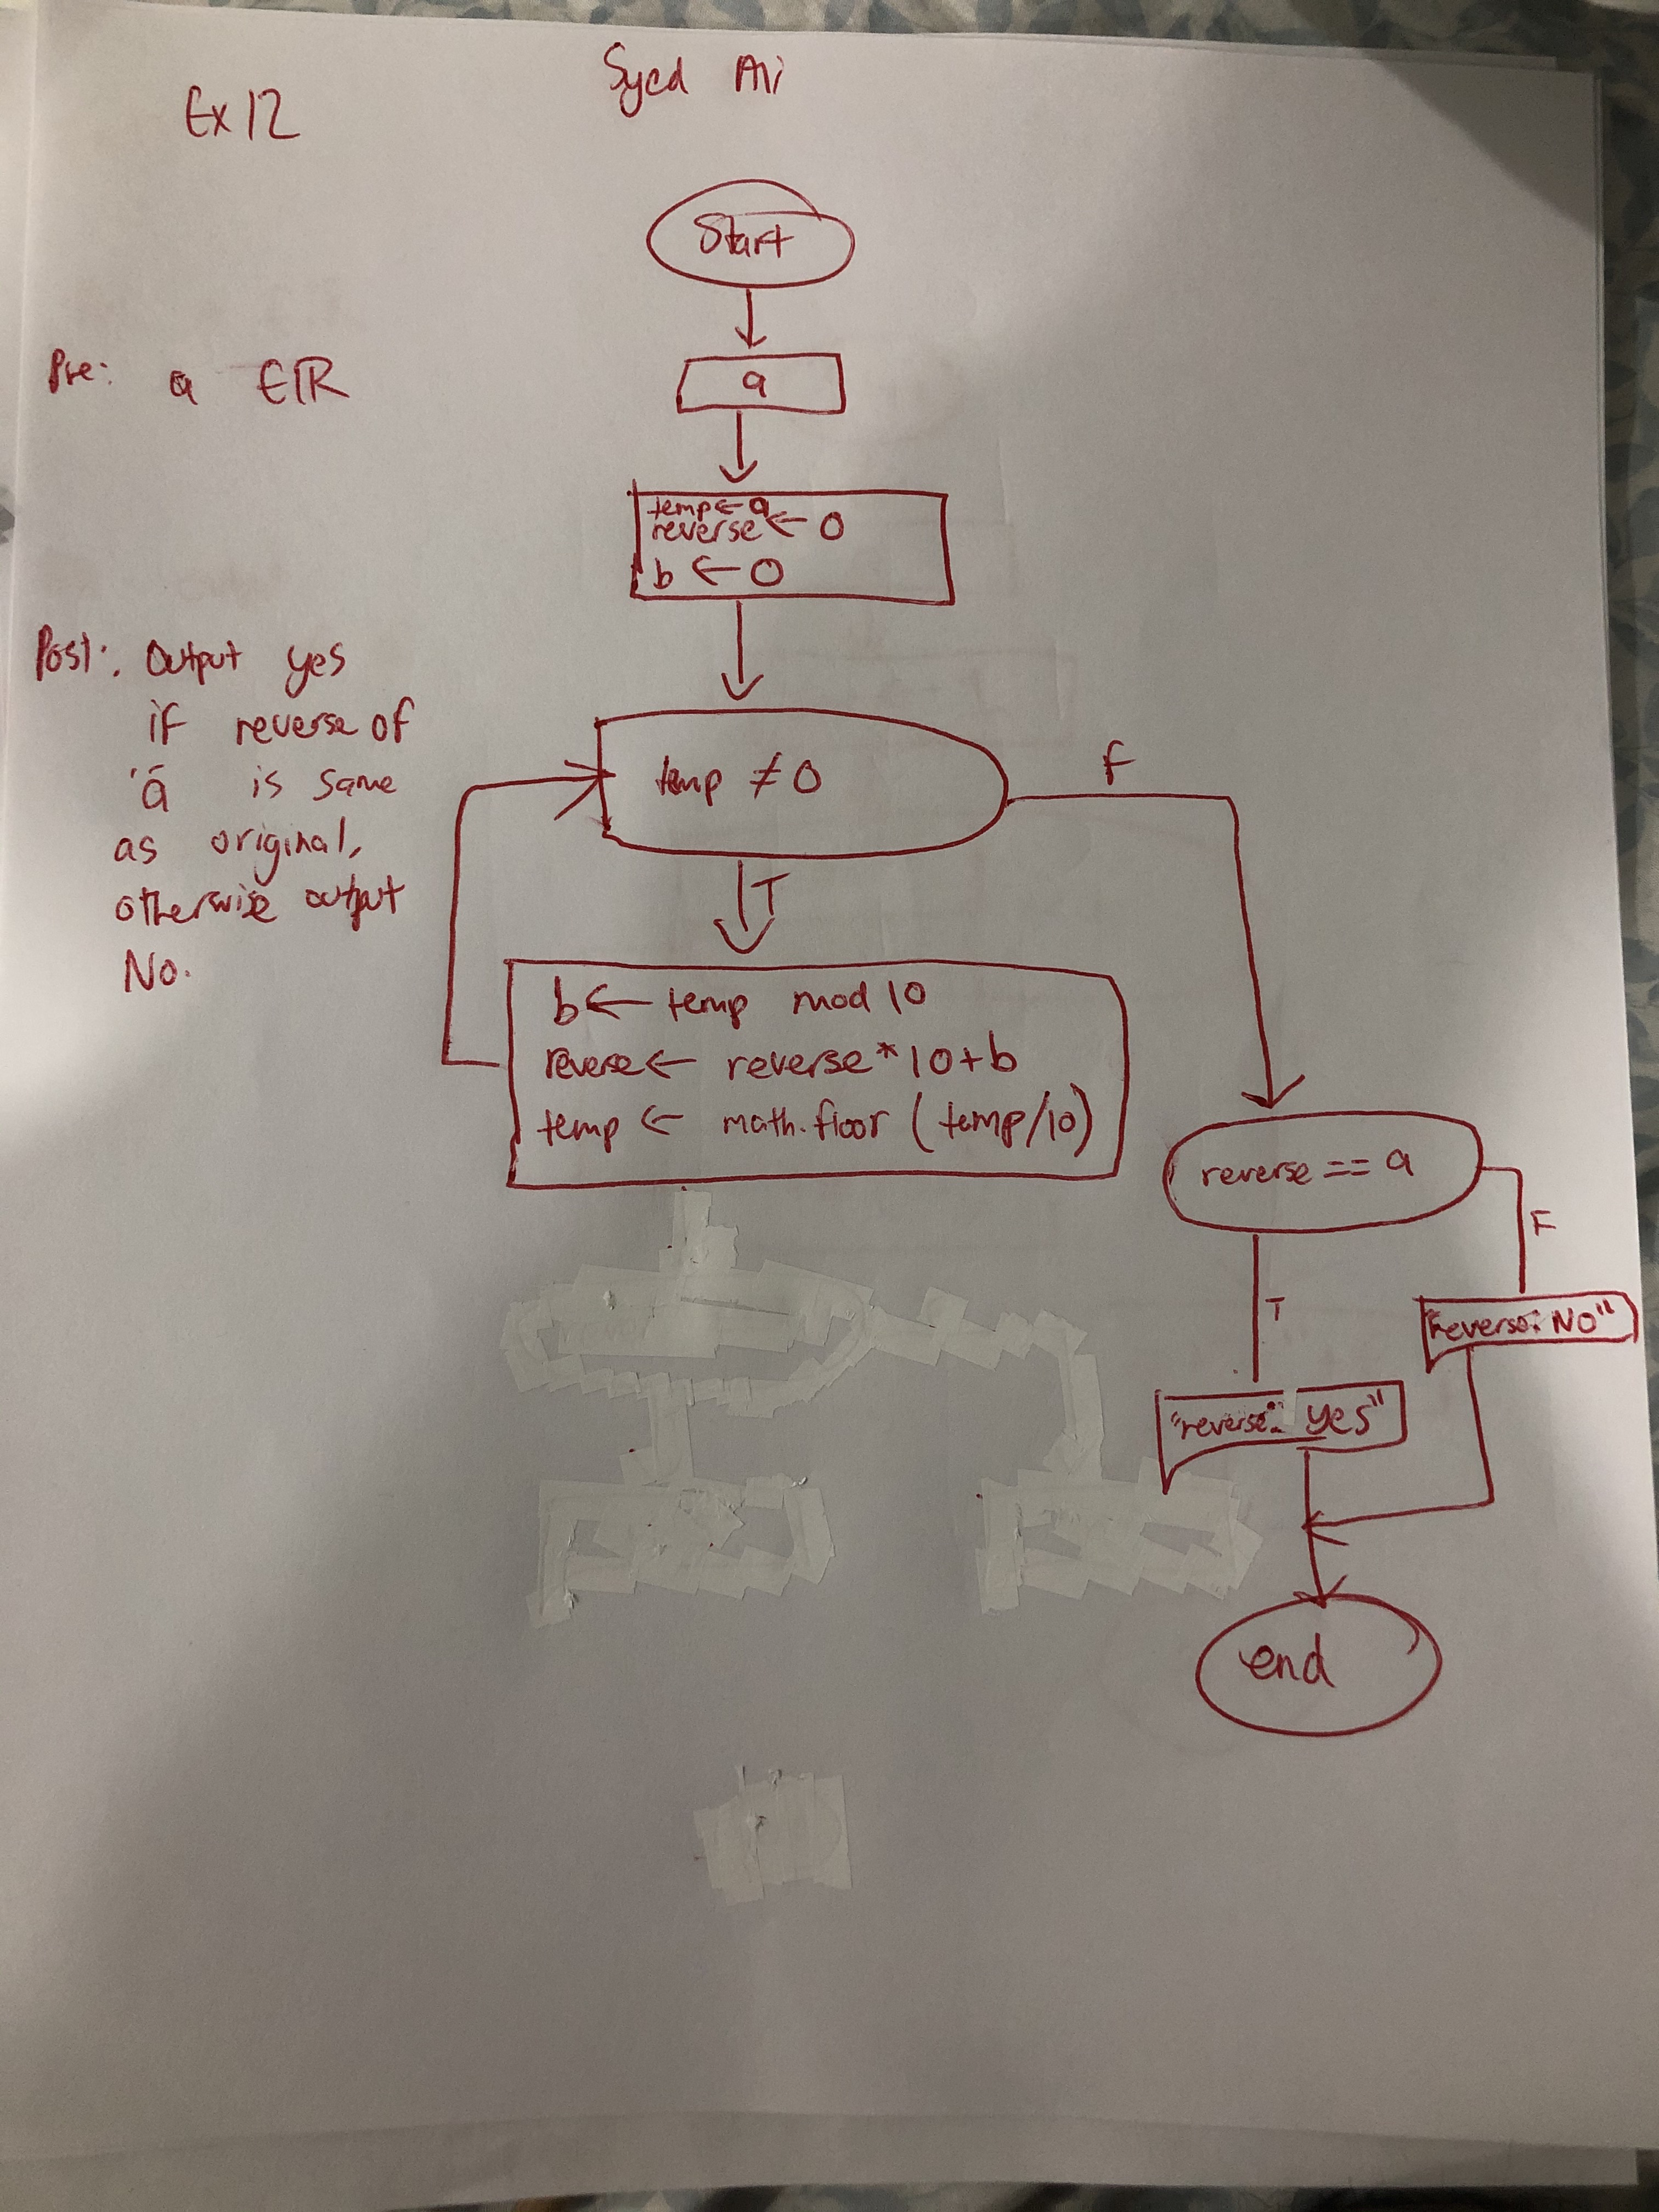 Ex 12
Syed Ali
Start
Pre: a ∈ ℝ
a
temp ← a
reverse ← 0
b ← 0
Post: Output yes
if reverse of
'a' is same
as original,
otherwise output
No.
temp ≠ 0
F
T
b ← temp mod 10
reverse ← reverse * 10 + b
temp ← math.floor (temp/10)
reverse == a
F
T
"reverse: NO"
"reverse: yes"
end